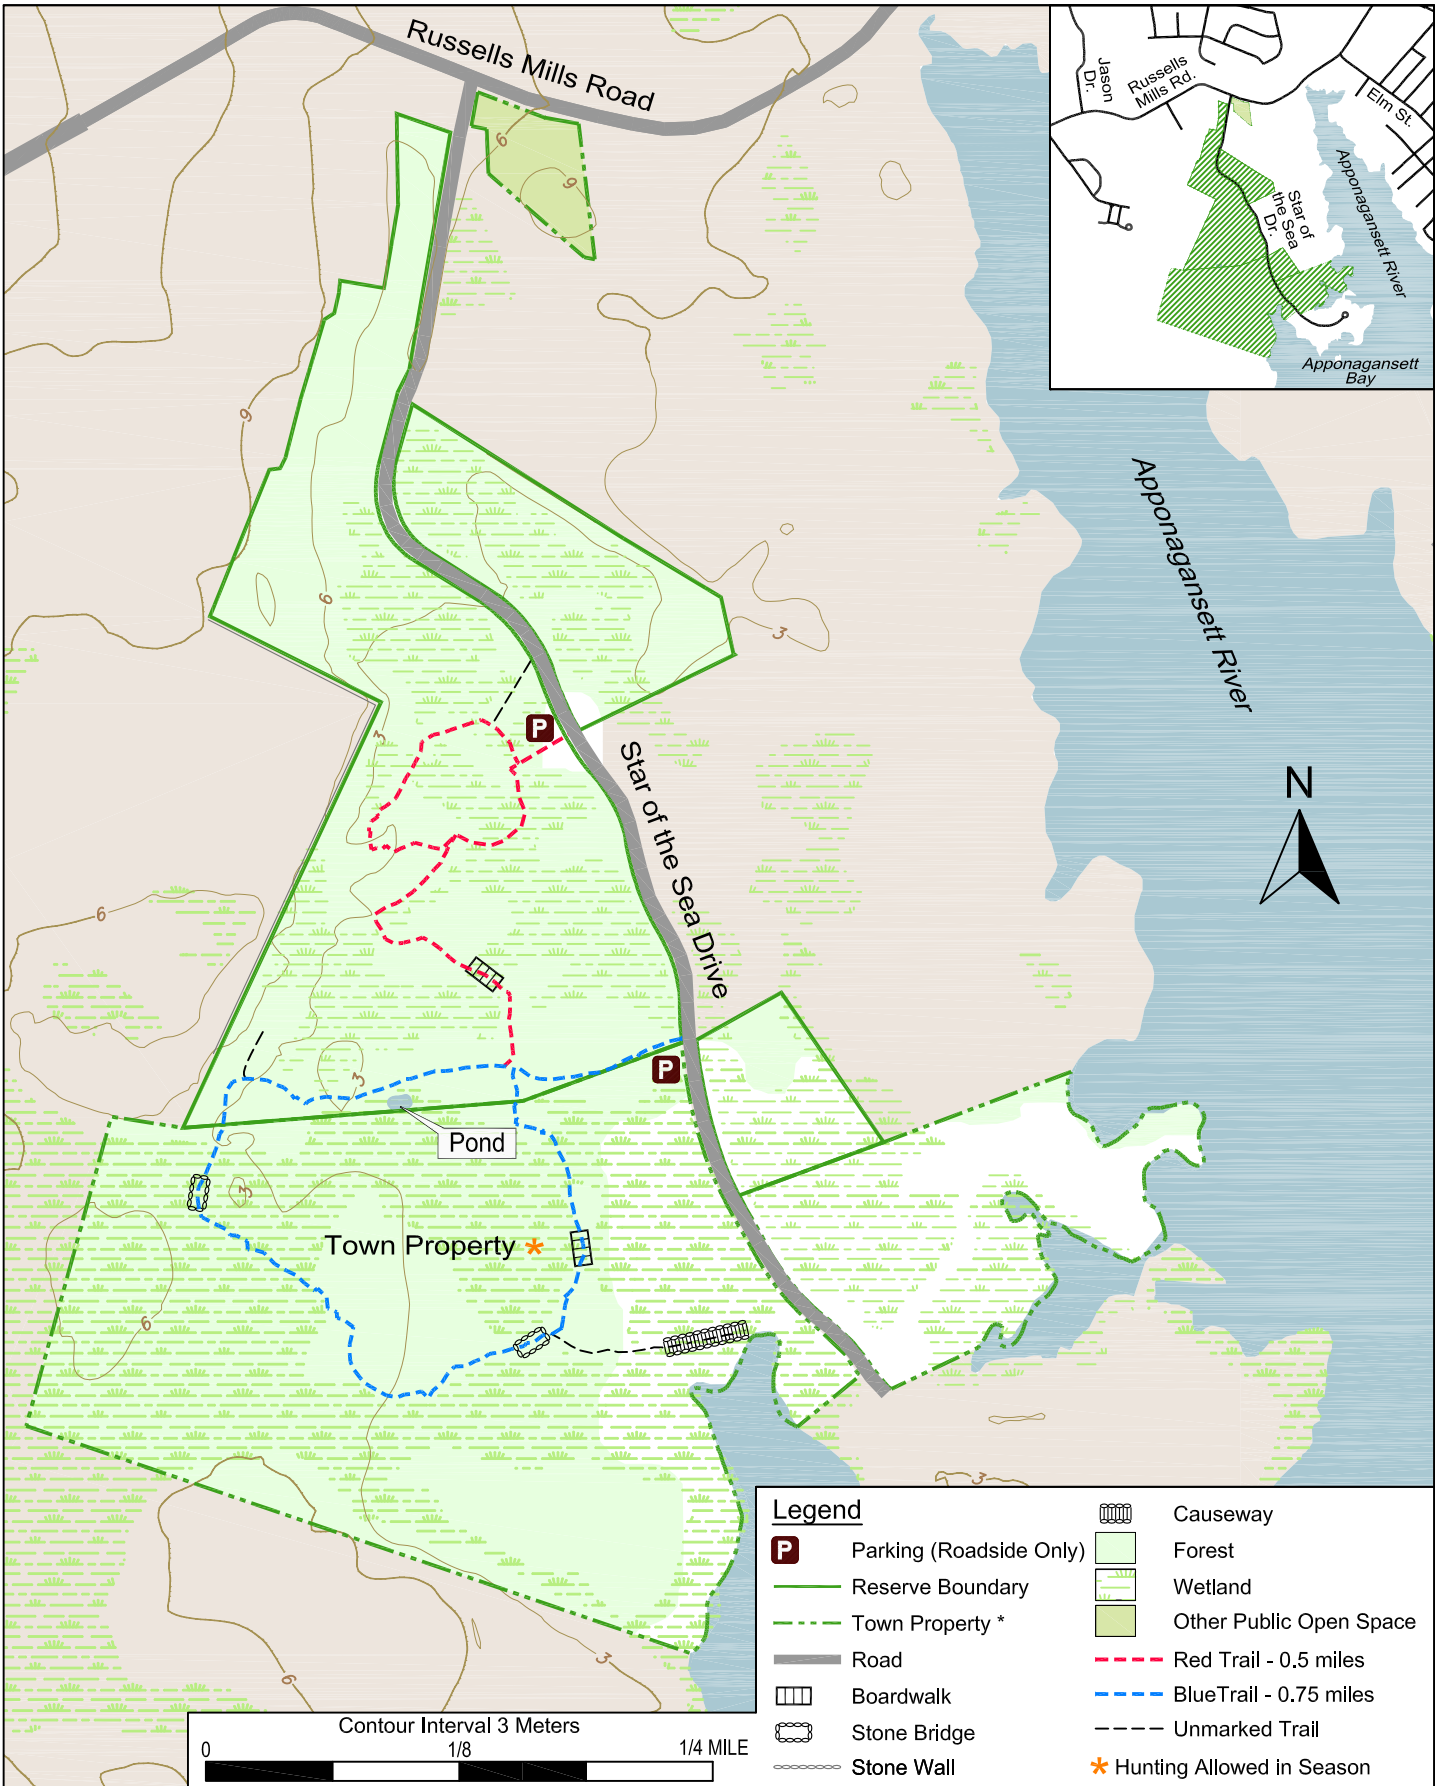 Russells Mills Road
Jason
Dr.
Russells
Mills Rd.
Elm St.
Apponagansett River
Star of
the Sea
Dr.
Apponagansett
Bay
6
9
9
6
3
3
Apponagansett River
P
Star of the Sea Drive
N
6
P
3
Pond
3
Town Property *
6
3
6
3
Legend
P Parking (Roadside Only)
Reserve Boundary
Town Property *
Road
Boardwalk
Stone Bridge
Stone Wall
Causeway
Forest
Wetland
Other Public Open Space
Red Trail - 0.5 miles
BlueTrail - 0.75 miles
Unmarked Trail
* Hunting Allowed in Season
Contour Interval 3 Meters
0 1/8 1/4 MILE